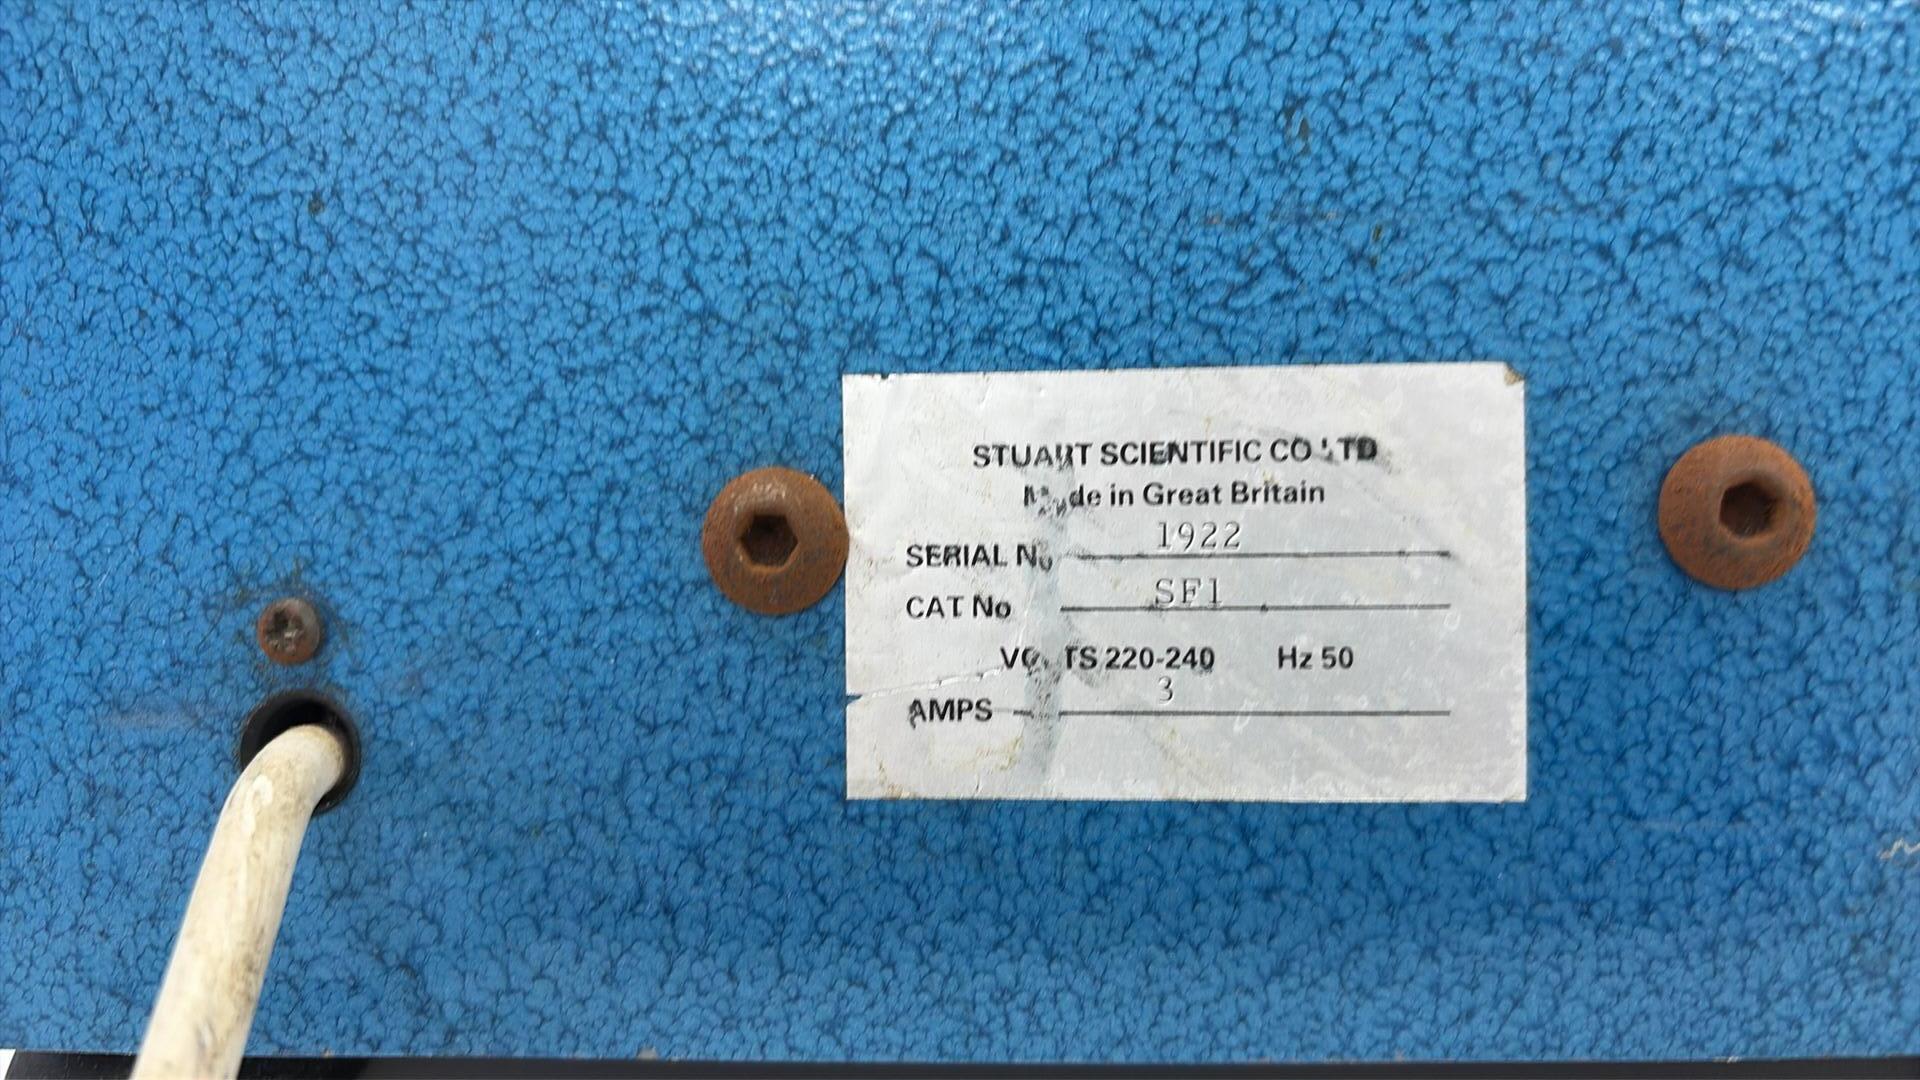 STUART SCIENTIFIC CO LTD
Made in Great Britain
SERIAL No 1922
CAT No SF1
VOLTS 220-240 Hz 50
AMPS 3